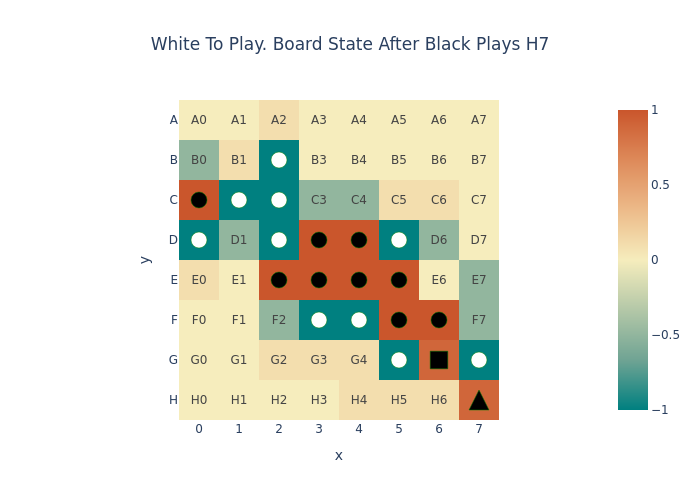 White To Play. Board State After Black Plays H7
A A0 A1 A2 A3 A4 A5 A6 A7
B B0 B1 B3 B4 B5 B6 B7
C C3 C4 C5 C6 C7
D D1 D6 D7
E E0 E1 E6 E7
F F0 F1 F2 F7
G G0 G1 G2 G3 G4
H H0 H1 H2 H3 H4 H5 H6
0 1 2 3 4 5 6 7
x
y
1
0.5
0
−0.5
−1